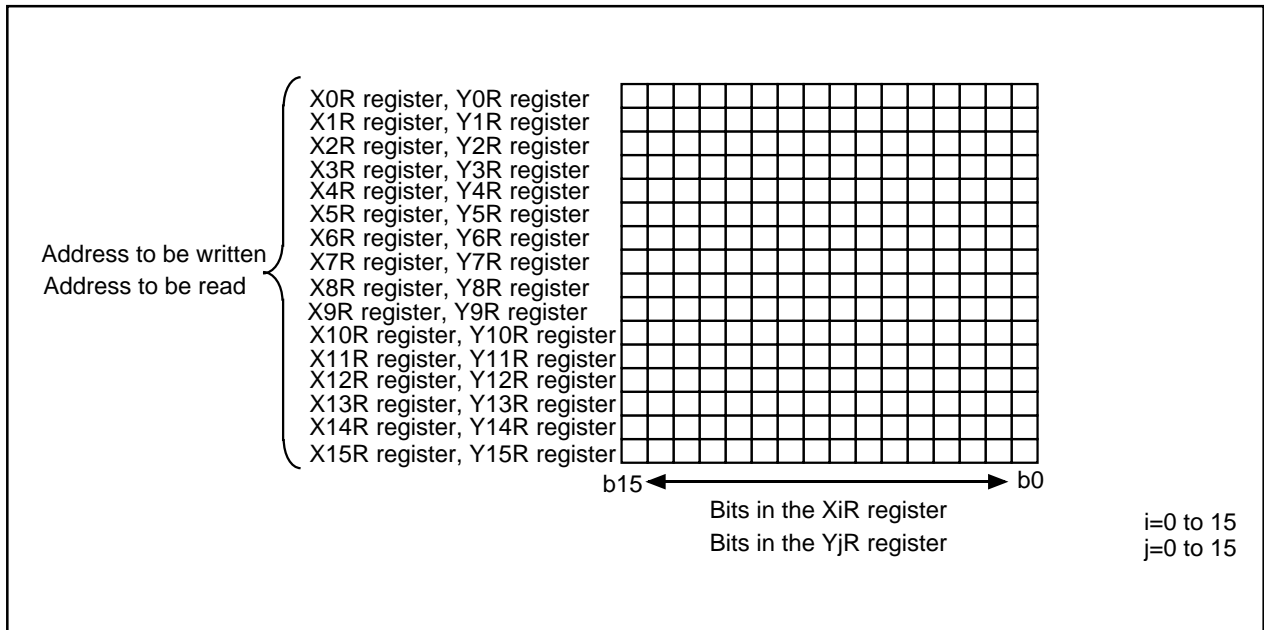 X0R register, Y0R register
X1R register, Y1R register
X2R register, Y2R register
X3R register, Y3R register
X4R register, Y4R register
X5R register, Y5R register
X6R register, Y6R register
Address to be written
X7R register, Y7R register
Address to be read
X8R register, Y8R register
X9R register, Y9R register
X10R register, Y10R register
X11R register, Y11R register
X12R register, Y12R register
X13R register, Y13R register
X14R register, Y14R register
X15R register, Y15R register
b15 b0
Bits in the XiR register
Bits in the YjR register
i=0 to 15
j=0 to 15